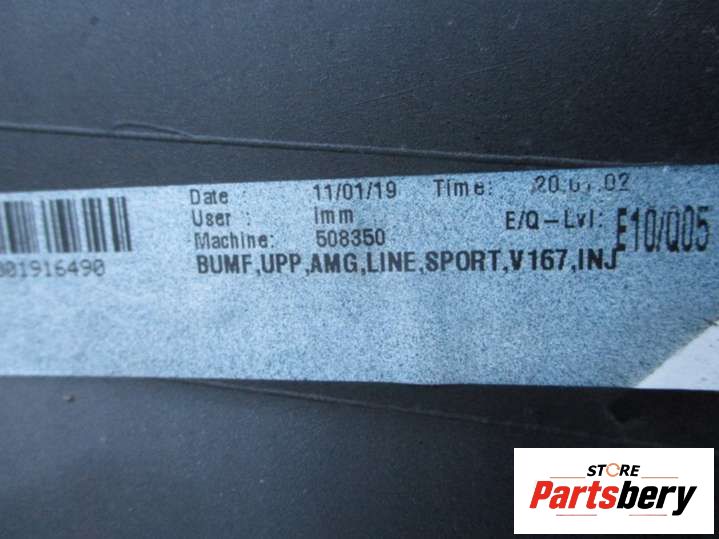 Date : 11/01/19 Time:
User : Imm E/Q-Lvl: E10/Q05
Machine: 508350
001916490
BUMF,UPP,AMG,LINE,SPORT,V167,INJ
STORE
Partsbery